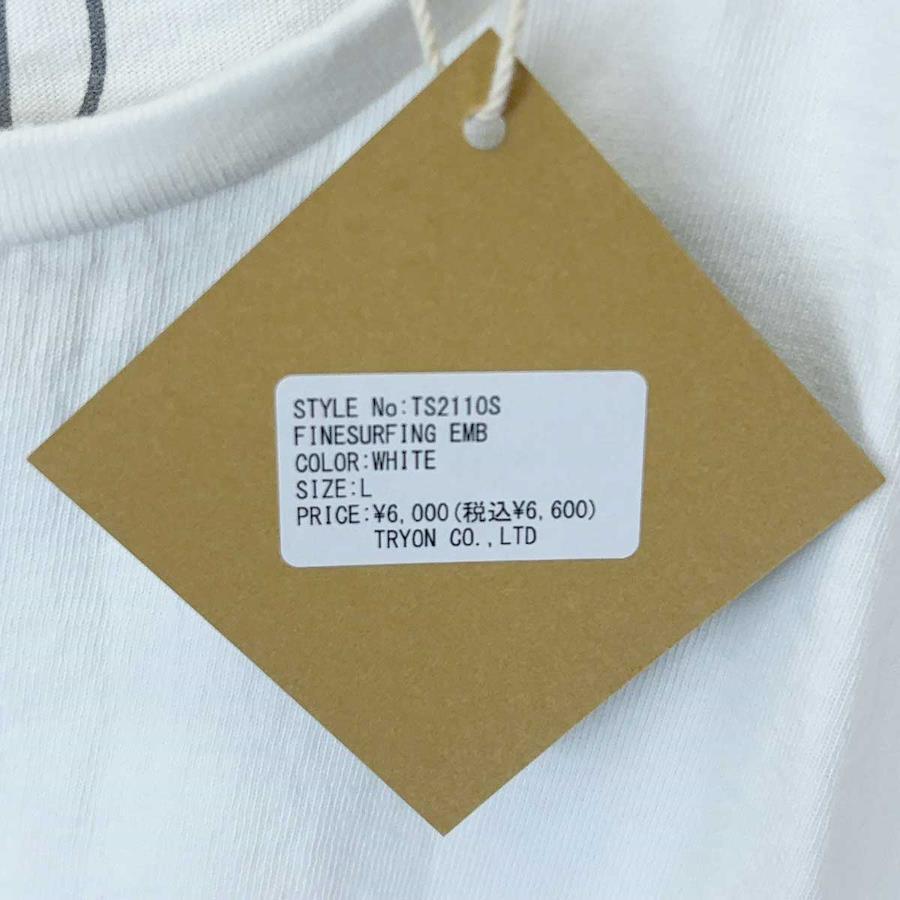 STYLE No:TS2110S
FINESURFING EMB
COLOR:WHITE
SIZE:L
PRICE:¥6,000(税込¥6,600)
TRYON CO.,LTD